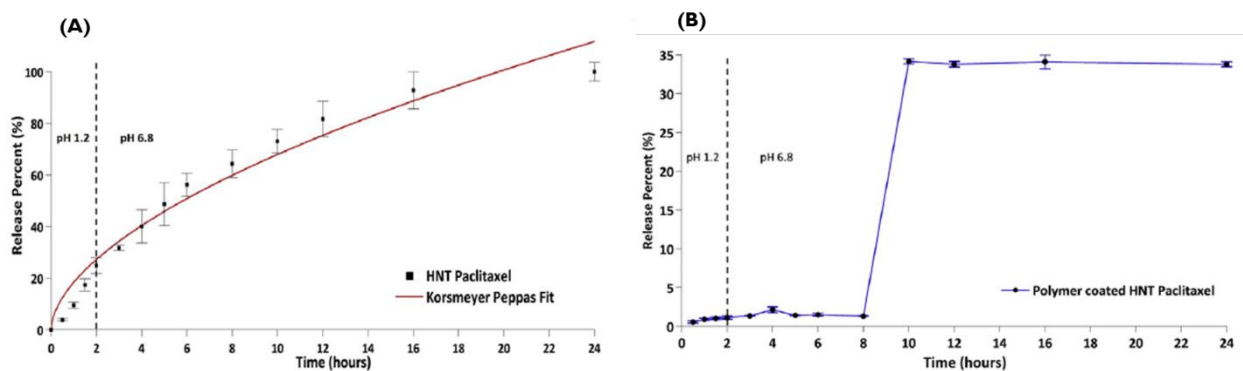 (A)
Release Percent (%)
100
80
60
40
20
0
pH 1.2
pH 6.8
HNT Paclitaxel
Korsmeyer Peppas Fit
0 2 4 6 8 10 12 14 16 18 20 22 24
Time (hours)
(B)
Release Percent (%)
35
30
25
20
15
10
5
0
pH 1.2
pH 6.8
Polymer coated HNT Paclitaxel
0 2 4 6 8 10 12 14 16 18 20 22 24
Time (hours)